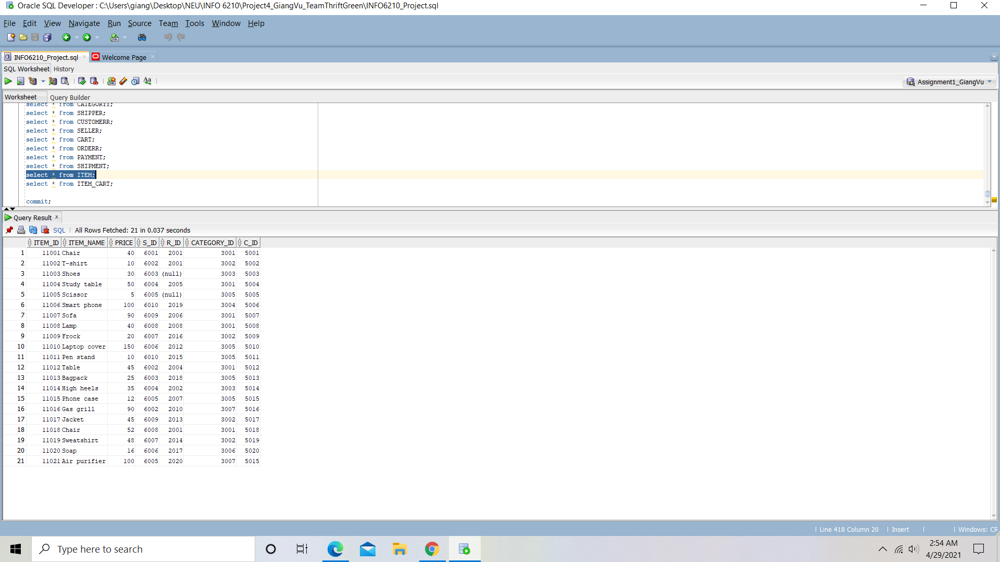 Oracle SQL Developer : C:\Users\giang\Desktop\NEU\INFO 6210\Project4_GiangVu_TeamThriftGreen\INFO6210_Project.sql
File Edit View Navigate Run Source Team Tools Window Help
INFO6210_Project.sql Welcome Page
SQL Worksheet History
Assignment1_GiangVu
Worksheet Query Builder
select * from CATEGORYY;
select * from SHIPPER;
select * from CUSTOMERR;
select * from SELLER;
select * from CART;
select * from ORDERR;
select * from PAYMENT;
select * from SHIPMENT;
select * from ITEM;
select * from ITEM_CART;
commit;
Query Result
SQL All Rows Fetched: 21 in 0.037 seconds
ITEM_ID ITEM_NAME PRICE S_ID R_ID CATEGORY_ID C_ID
1 11001 Chair 40 6001 2001 3001 5001
2 11002 T-shirt 10 6002 2001 3002 5002
3 11003 Shoes 30 6003 (null) 3003 5003
4 11004 Study table 50 6004 2005 3001 5004
5 11005 Scissor 5 6005 (null) 3005 5005
6 11006 Smart phone 100 6010 2019 3004 5006
7 11007 Sofa 90 6009 2006 3001 5007
8 11008 Lamp 40 6008 2008 3001 5008
9 11009 Frock 20 6007 2016 3002 5009
10 11010 Laptop cover 150 6006 2012 3005 5010
11 11011 Pen stand 10 6010 2015 3005 5011
12 11012 Table 45 6002 2004 3001 5012
13 11013 Bagpack 25 6003 2018 3005 5013
14 11014 High heels 35 6004 2002 3003 5014
15 11015 Phone case 12 6005 2007 3005 5015
16 11016 Gas grill 90 6002 2010 3007 5016
17 11017 Jacket 45 6009 2013 3002 5017
18 11018 Chair 52 6008 2001 3001 5018
19 11019 Sweatshirt 48 6007 2014 3002 5019
20 11020 Soap 16 6006 2017 3006 5020
21 11021 Air purifier 100 6005 2020 3007 5015
Line 418 Column 20 Insert Windows: CR
Type here to search
2:54 AM
4/29/2021